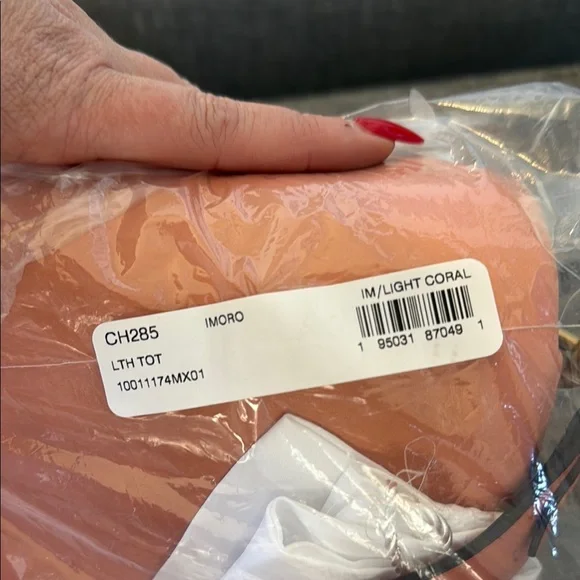 CH285 IMORO IM/LIGHT CORAL
LTH TOT
10011174MX01
1 95031 87049 1